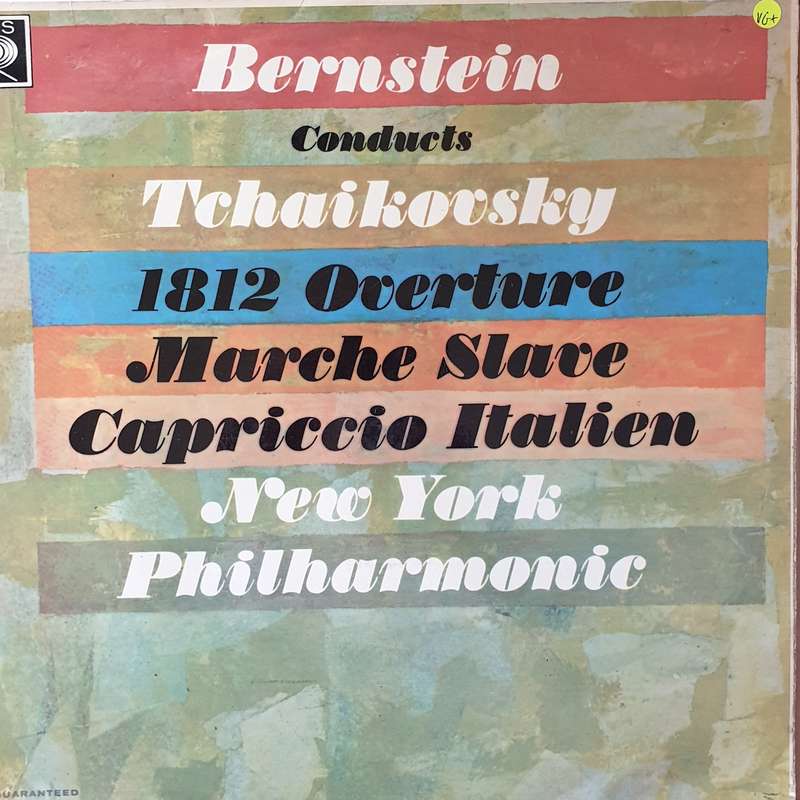 S
VG+
Bernstein
Conducts
Tchaikovsky
1812 Overture
Marche Slave
Capriccio Italien
New York
Philharmonic
UARANTEED